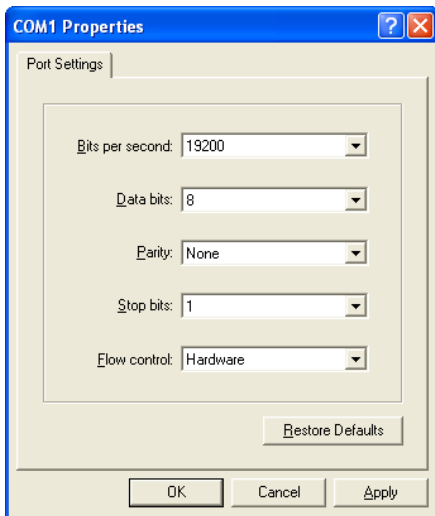 COM1 Properties
Port Settings
Bits per second: 19200
Data bits: 8
Parity: None
Stop bits: 1
Flow control: Hardware
Restore Defaults
OK Cancel Apply